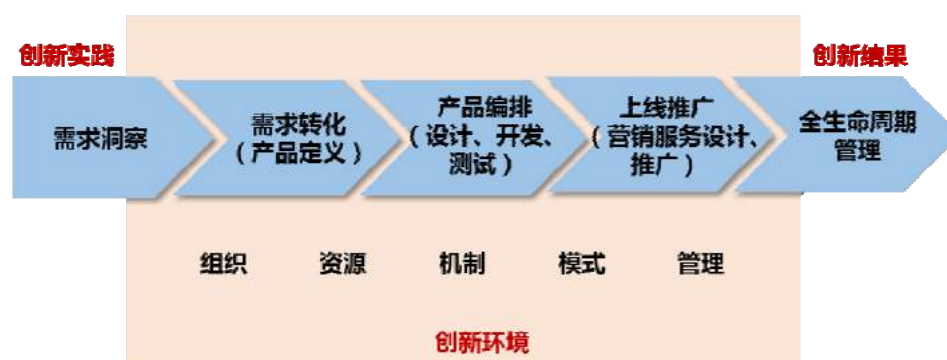 创新实践
创新结果
需求洞察
需求转化
（产品定义）
产品编排
（设计、开发、
测试）
上线推广
（营销服务设计、
推广）
全生命周期
管理
组织 资源 机制 模式 管理
创新环境